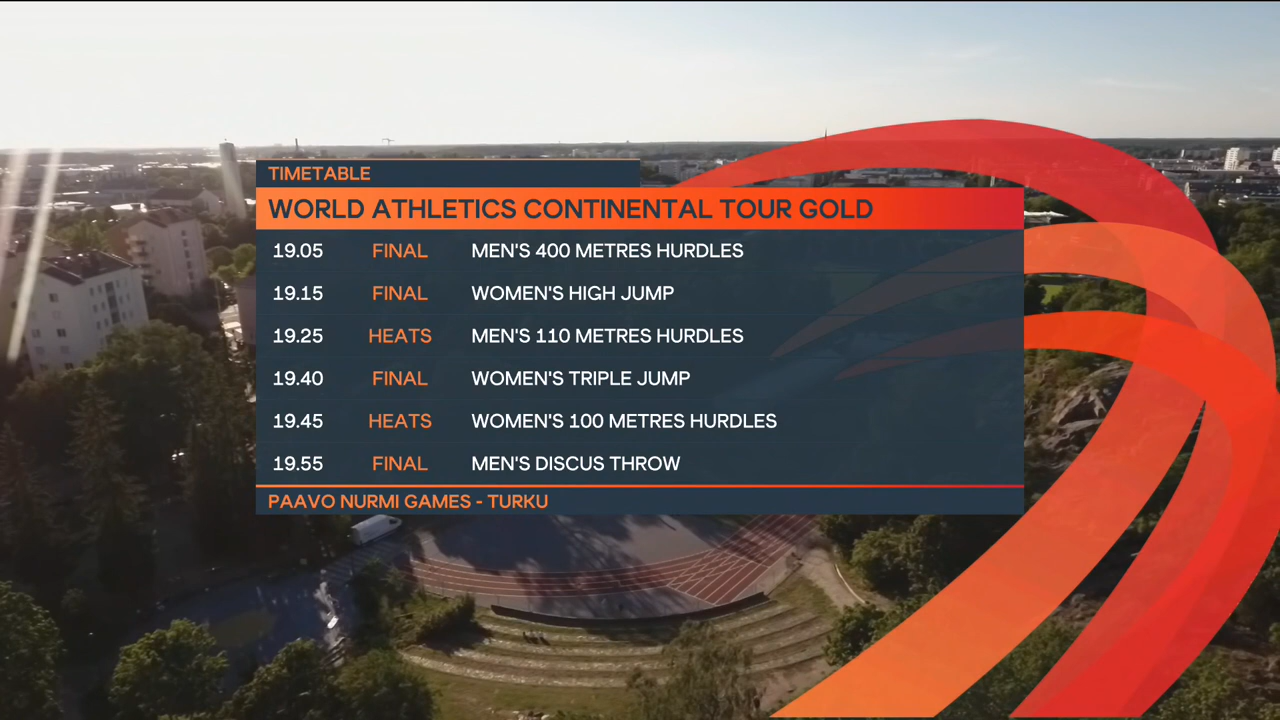 TIMETABLE
WORLD ATHLETICS CONTINENTAL TOUR GOLD
19.05 FINAL MEN'S 400 METRES HURDLES
19.15 FINAL WOMEN'S HIGH JUMP
19.25 HEATS MEN'S 110 METRES HURDLES
19.40 FINAL WOMEN'S TRIPLE JUMP
19.45 HEATS WOMEN'S 100 METRES HURDLES
19.55 FINAL MEN'S DISCUS THROW
PAAVO NURMI GAMES - TURKU